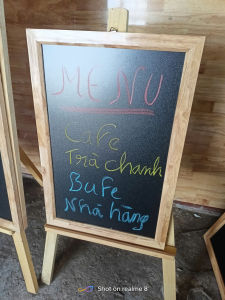 MENU
Cafe
Trà chanh
Bufe
Nhà hàng
Shot on realme 8